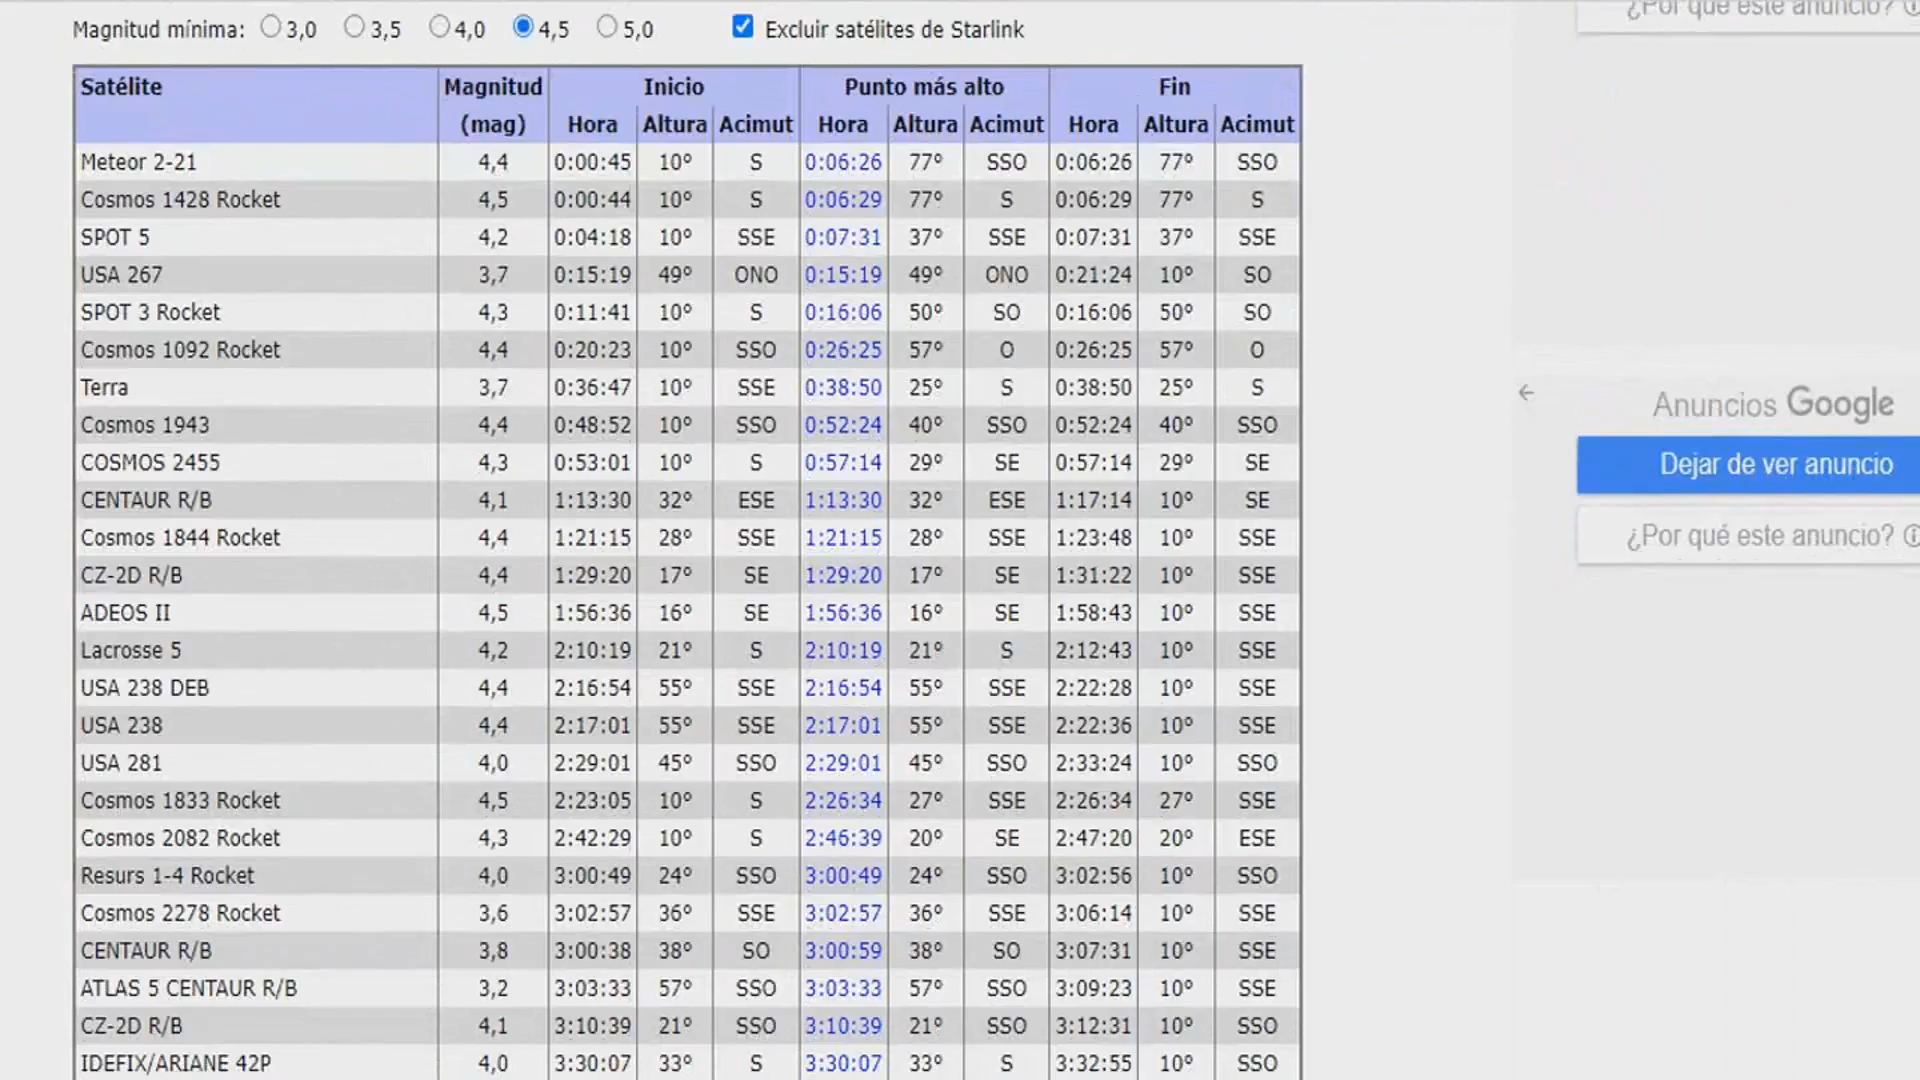 ¿Por qué este anuncio?
Magnitud mínima: 3,0 3,5 4,0 4,5 5,0 Excluir satélites de Starlink
Satélite Magnitud Inicio Punto más alto Fin
(mag) Hora Altura Acimut Hora Altura Acimut Hora Altura Acimut
Meteor 2-21 4,4 0:00:45 10° S 0:06:26 77° SSO 0:06:26 77° SSO
Cosmos 1428 Rocket 4,5 0:00:44 10° S 0:06:29 77° S 0:06:29 77° S
SPOT 5 4,2 0:04:18 10° SSE 0:07:31 37° SSE 0:07:31 37° SSE
USA 267 3,7 0:15:19 49° ONO 0:15:19 49° ONO 0:21:24 10° SO
SPOT 3 Rocket 4,3 0:11:41 10° S 0:16:06 50° SO 0:16:06 50° SO
Cosmos 1092 Rocket 4,4 0:20:23 10° SSO 0:26:25 57° O 0:26:25 57° O
Terra 3,7 0:36:47 10° SSE 0:38:50 25° S 0:38:50 25° S
Cosmos 1943 4,4 0:48:52 10° SSO 0:52:24 40° SSO 0:52:24 40° SSO
COSMOS 2455 4,3 0:53:01 10° S 0:57:14 29° SE 0:57:14 29° SE
CENTAUR R/B 4,1 1:13:30 32° ESE 1:13:30 32° ESE 1:17:14 10° SE
Cosmos 1844 Rocket 4,4 1:21:15 28° SSE 1:21:15 28° SSE 1:23:48 10° SSE
CZ-2D R/B 4,4 1:29:20 17° SE 1:29:20 17° SE 1:31:22 10° SSE
ADEOS II 4,5 1:56:36 16° SE 1:56:36 16° SE 1:58:43 10° SSE
Lacrosse 5 4,2 2:10:19 21° S 2:10:19 21° S 2:12:43 10° SSE
USA 238 DEB 4,4 2:16:54 55° SSE 2:16:54 55° SSE 2:22:28 10° SSE
USA 238 4,4 2:17:01 55° SSE 2:17:01 55° SSE 2:22:36 10° SSE
USA 281 4,0 2:29:01 45° SSO 2:29:01 45° SSO 2:33:24 10° SSO
Cosmos 1833 Rocket 4,5 2:23:05 10° S 2:26:34 27° SSE 2:26:34 27° SSE
Cosmos 2082 Rocket 4,3 2:42:29 10° S 2:46:39 20° SE 2:47:20 20° ESE
Resurs 1-4 Rocket 4,0 3:00:49 24° SSO 3:00:49 24° SSO 3:02:56 10° SSO
Cosmos 2278 Rocket 3,6 3:02:57 36° SSE 3:02:57 36° SSE 3:06:14 10° SSE
CENTAUR R/B 3,8 3:00:38 38° SO 3:00:59 38° SO 3:07:31 10° SSE
ATLAS 5 CENTAUR R/B 3,2 3:03:33 57° SSO 3:03:33 57° SSO 3:09:23 10° SSE
CZ-2D R/B 4,1 3:10:39 21° SSO 3:10:39 21° SSO 3:12:31 10° SSO
IDEFIX/ARIANE 42P 4,0 3:30:07 33° S 3:30:07 33° S 3:32:55 10° SSO
Anuncios Google
Dejar de ver anuncio
¿Por qué este anuncio?